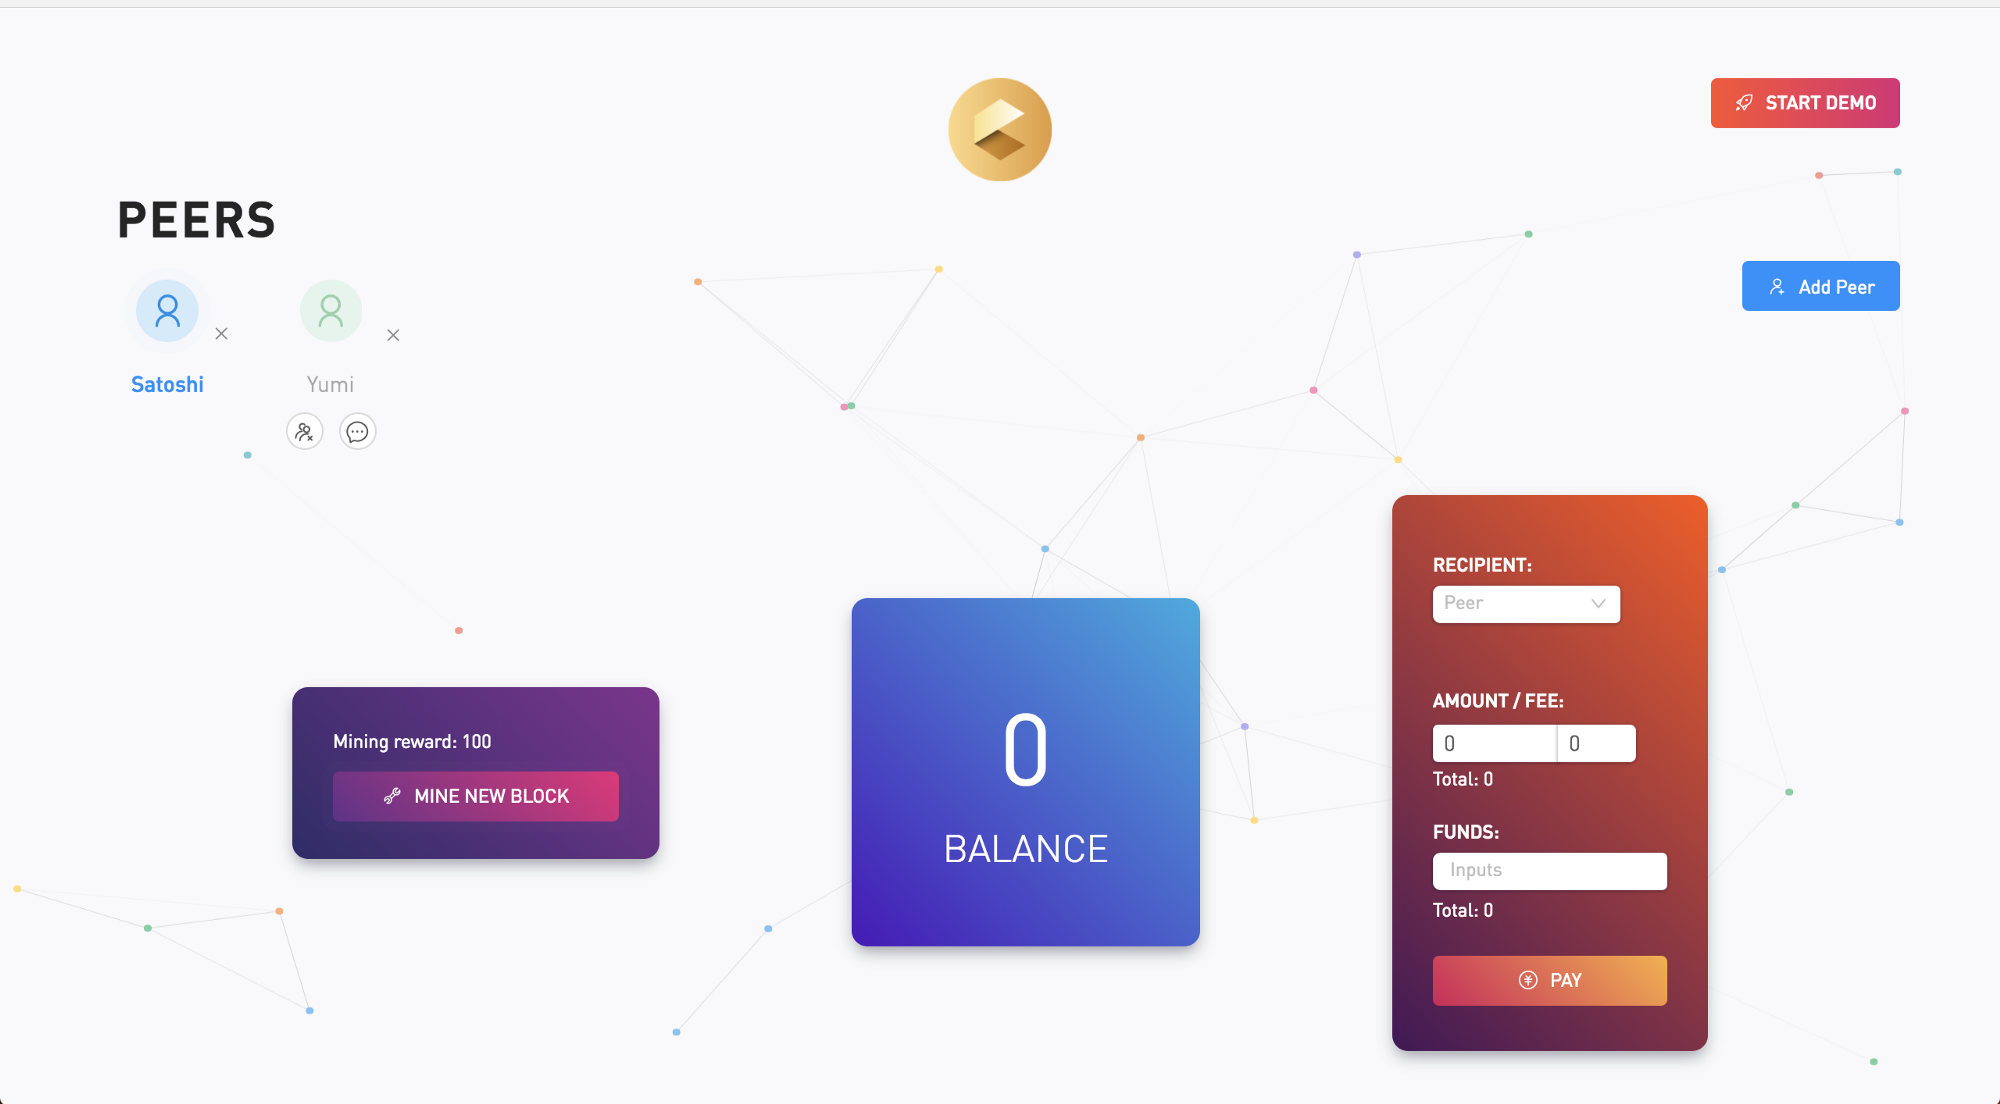 START DEMO
PEERS
Add Peer
Satoshi
Yumi
RECIPIENT:
Peer
AMOUNT / FEE:
0 0
Total: 0
FUNDS:
Inputs
Total: 0
PAY
Mining reward: 100
MINE NEW BLOCK
0
BALANCE